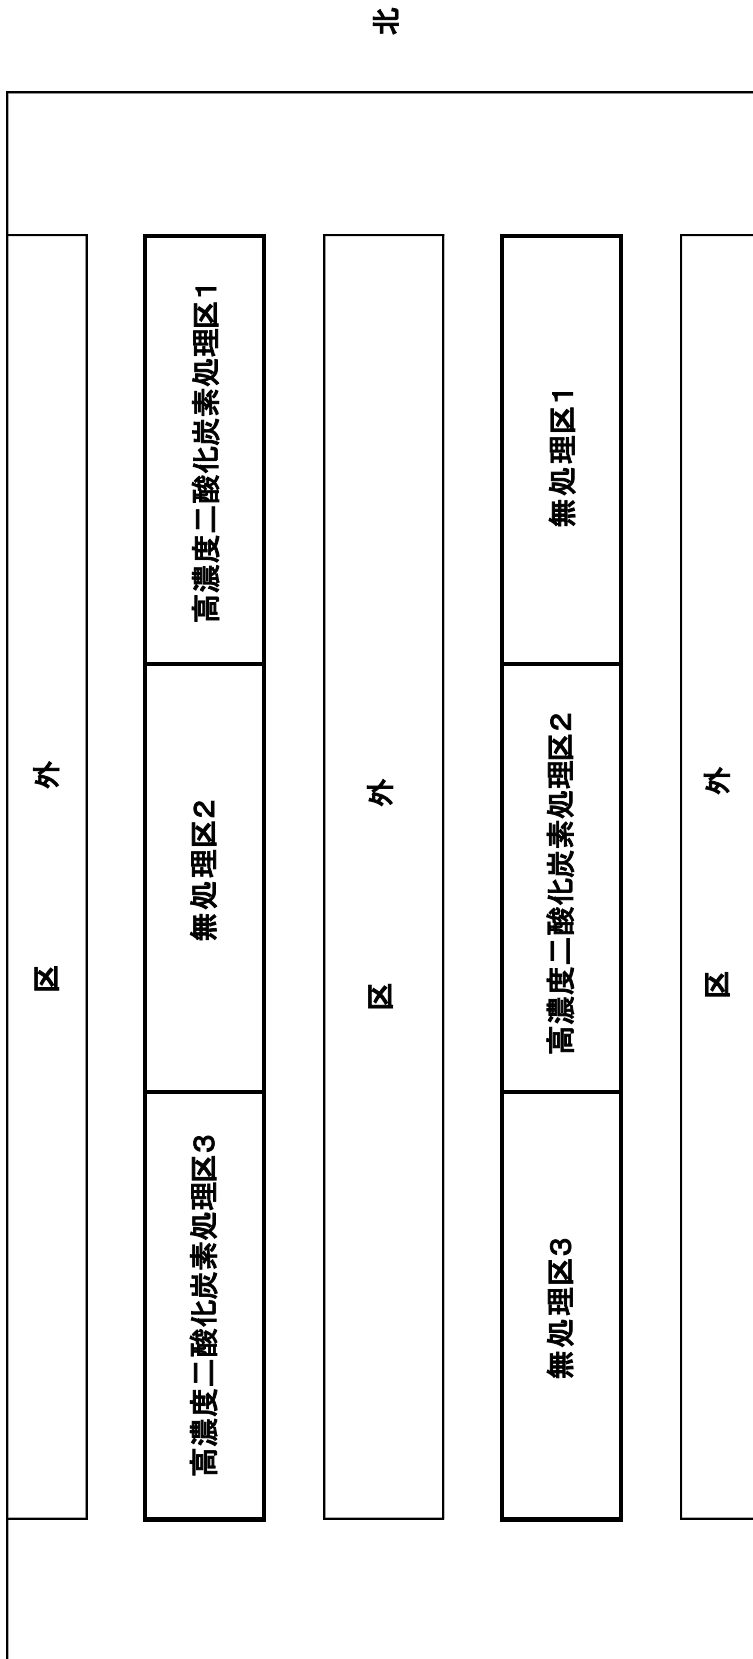 区 外
高濃度二酸化炭素処理区3
無処理区2
高濃度二酸化炭素処理区1
区 外
北
無処理区3
高濃度二酸化炭素処理区2
無処理区1
区 外